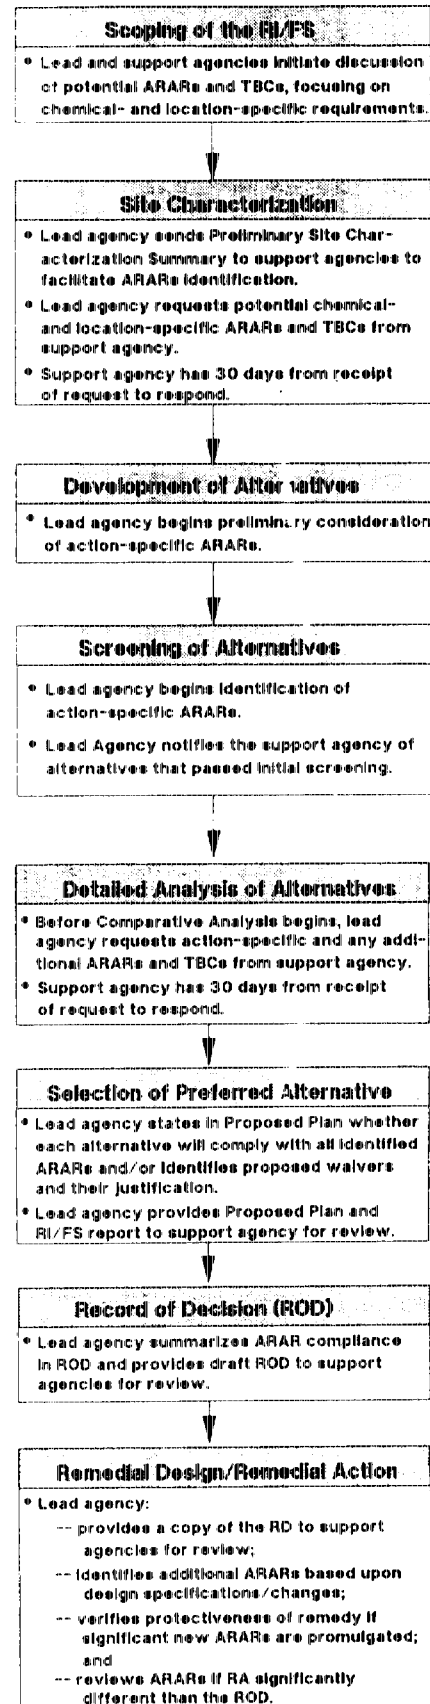 Scoping of the RI/FS
• Lead and support agencies initiate discussion
of potential ARARs and TBCs, focusing on
chemical- and location-specific requirements.
Site Characterization
• Lead agency sends Preliminary Site Char-
acterization Summary to support agencies to
facilitate ARARs identification.
• Lead agency requests potential chemical-
and location-specific ARARs and TBCs from
support agency.
• Support agency has 30 days from receipt
of request to respond.
Development of Alternatives
• Lead agency begins preliminary consideration
of action-specific ARARs.
Screening of Alternatives
• Lead agency begins identification of
action-specific ARARs.
• Lead Agency notifies the support agency of
alternatives that passed initial screening.
Detailed Analysis of Alternatives
• Before Comparative Analysis begins, lead
agency requests action-specific and any addi-
tional ARARs and TBCs from support agency.
• Support agency has 30 days from receipt
of request to respond.
Selection of Preferred Alternative
• Lead agency states in Proposed Plan whether
each alternative will comply with all identified
ARARs and/or identifies proposed waivers
and their justification.
• Lead agency provides Proposed Plan and
RI/FS report to support agency for review.
Record of Decision (ROD)
• Lead agency summarizes ARAR compliance
in ROD and provides draft ROD to support
agencies for review.
Remedial Design/Remedial Action
• Lead agency:
-- provides a copy of the RD to support
agencies for review;
-- identifies additional ARARs based upon
design specifications/changes;
-- verifies protectiveness of remedy if
significant new ARARs are promulgated;
and
-- reviews ARARs if RA significantly
different than the ROD.